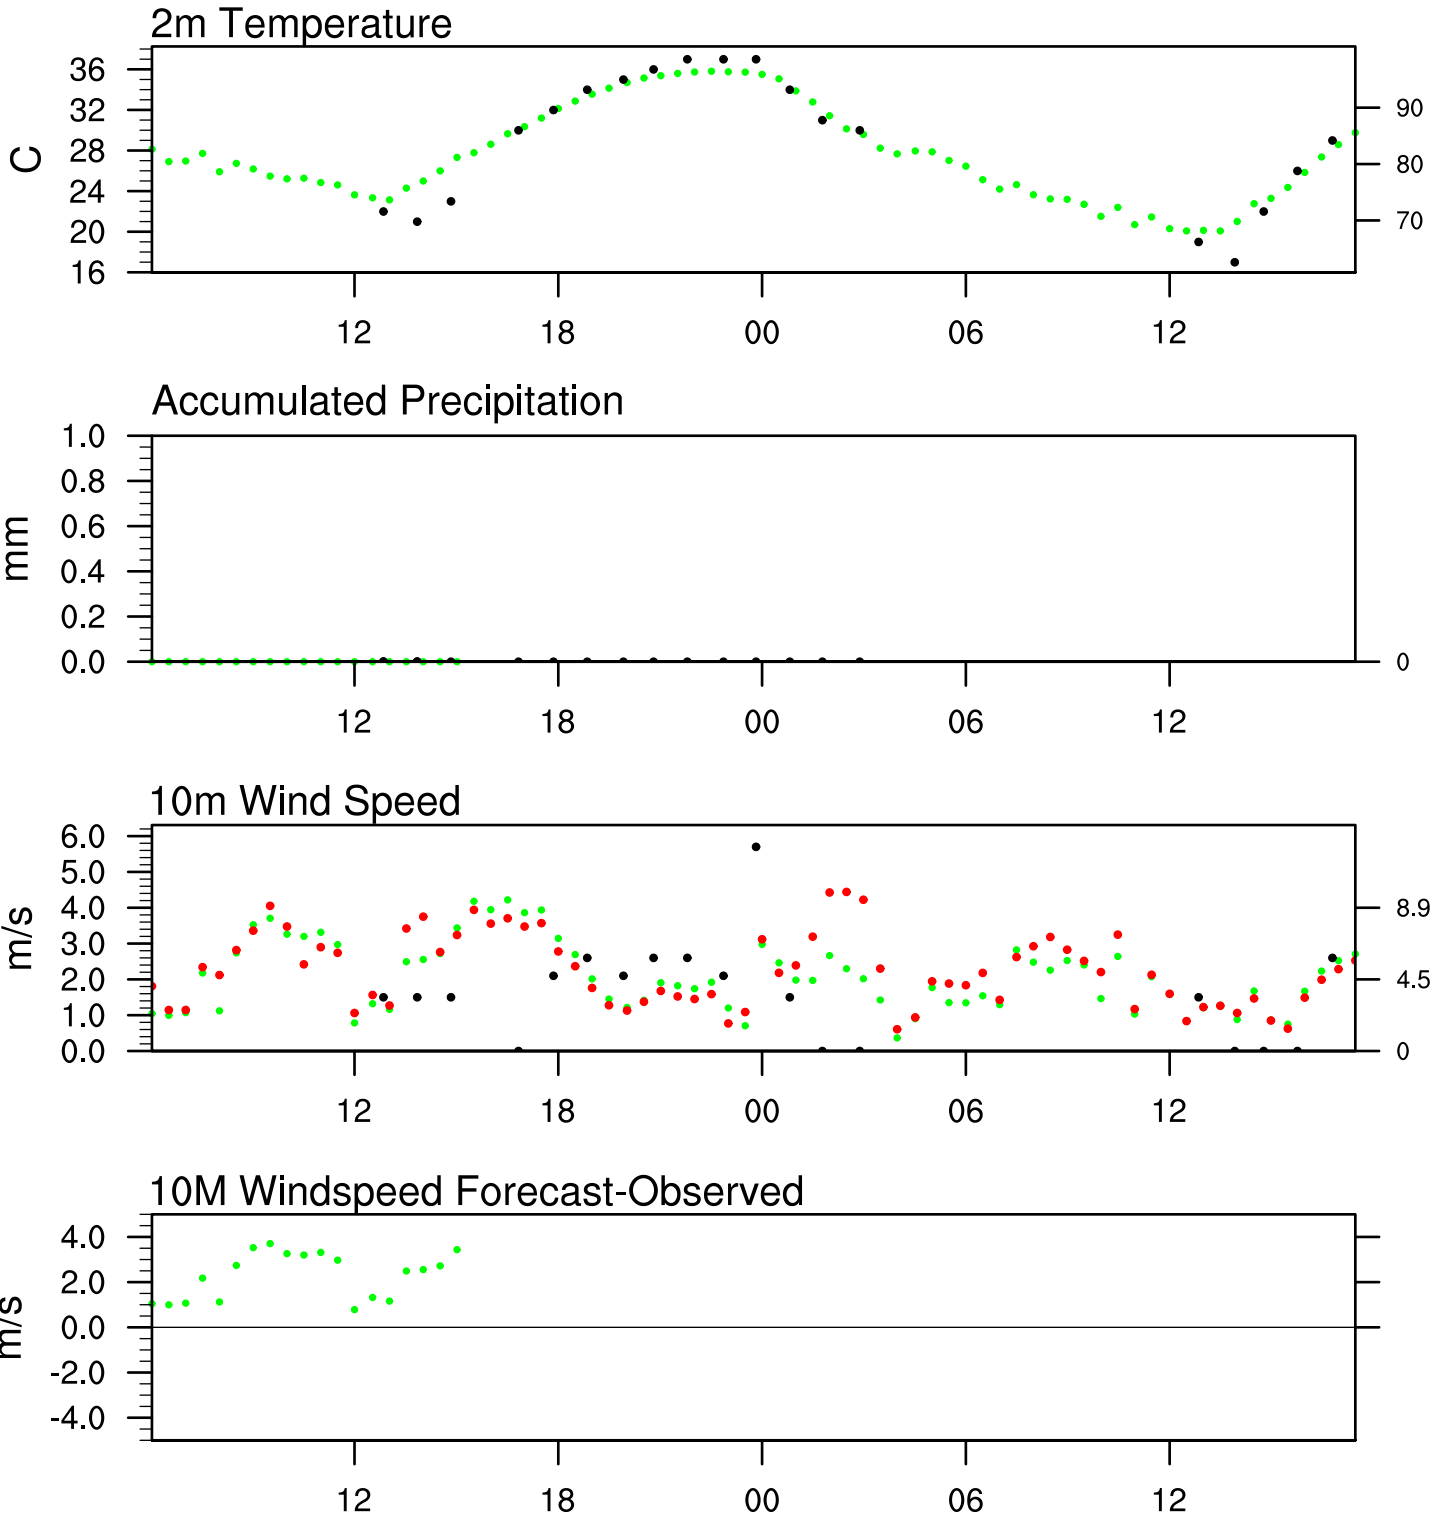 2m Temperature
36
32
28
24
20
16
C
90
80
70
12 18 00 06 12
Accumulated Precipitation
1.0
0.8
0.6
0.4
0.2
0.0
mm
0
12 18 00 06 12
10m Wind Speed
6.0
5.0
4.0
3.0
2.0
1.0
0.0
m/s
8.9
4.5
0
12 18 00 06 12
10M Windspeed Forecast-Observed
4.0
2.0
0.0
-2.0
-4.0
m/s
12 18 00 06 12